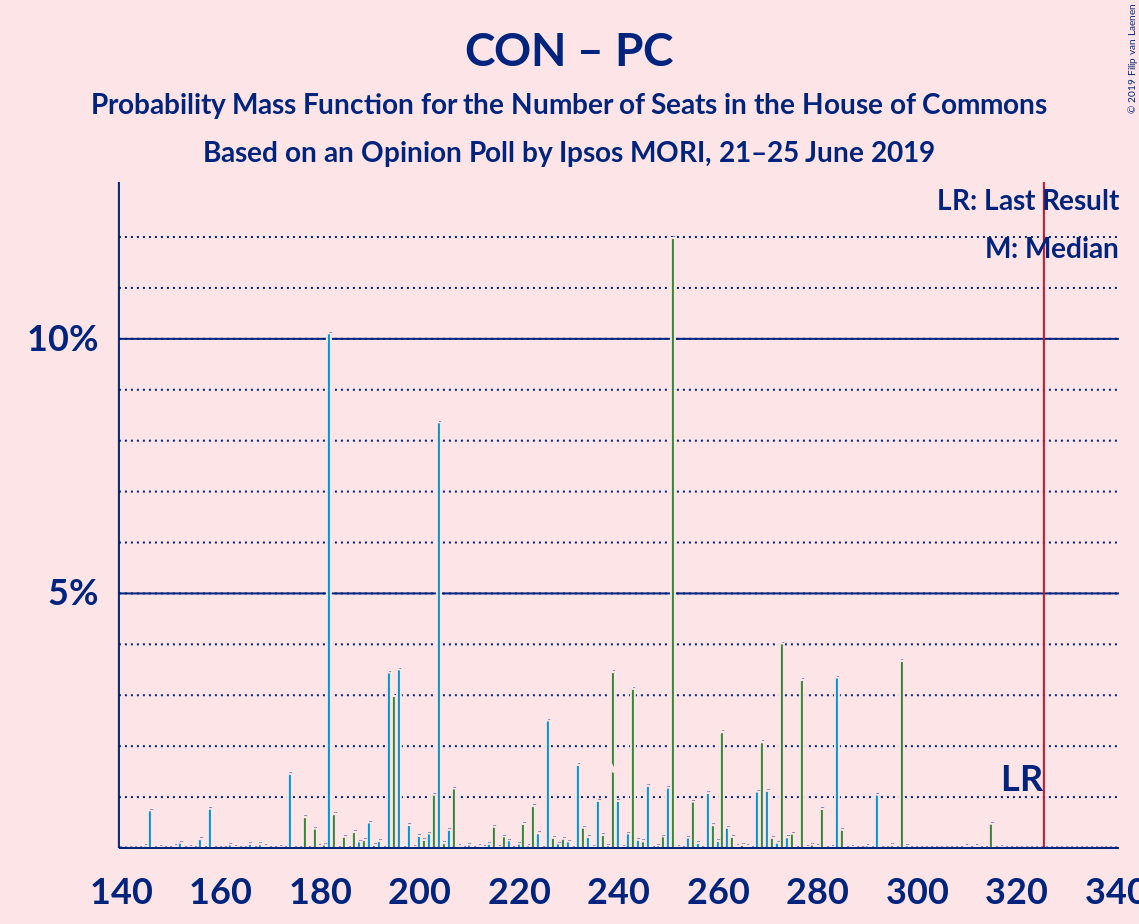 CON – PC
Probability Mass Function for the Number of Seats in the House of Commons
Based on an Opinion Poll by Ipsos MORI, 21–25 June 2019
© 2019 Filip van Laenen
LR: Last Result
M: Median
10%
5%
LR
140 160 180 200 220 240 260 280 300 320 340